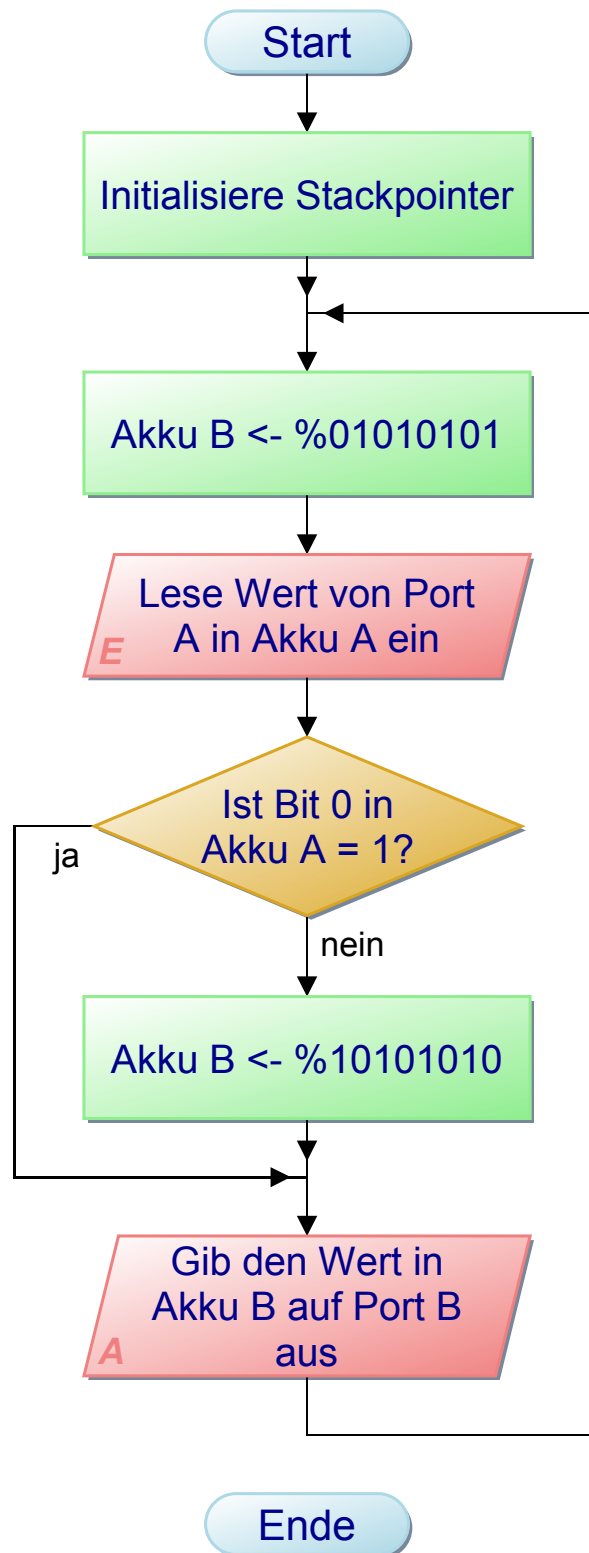 Start
Initialisiere Stackpointer
Akku B <- %01010101
Lese Wert von Port
A in Akku A ein
E
Ist Bit 0 in
Akku A = 1?
ja
nein
Akku B <- %10101010
Gib den Wert in
Akku B auf Port B
aus
A
Ende